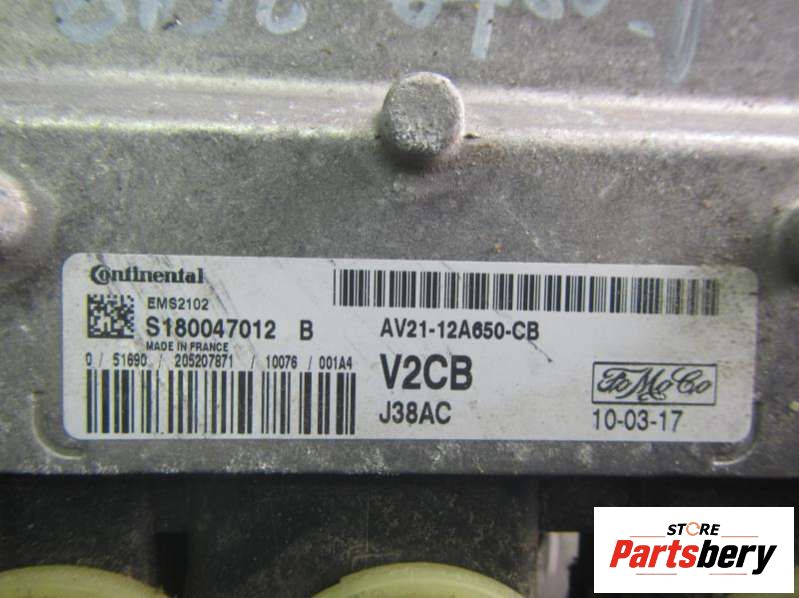 Continental
EMS2102
S180047012 B
MADE IN FRANCE
0 / 51690 / 205207871 / 10076 / 001A4
AV21-12A650-CB
V2CB
J38AC
FoMoCo
10-03-17
STORE
Partsbery